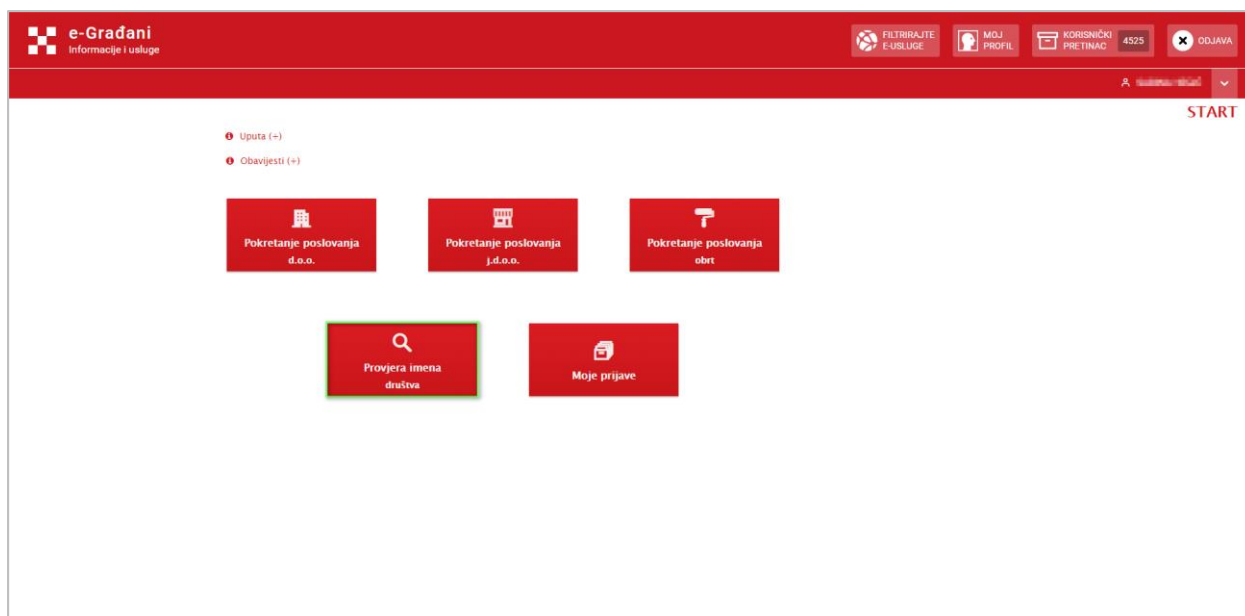 e-Građani
Informacije i usluge
FILTRIRAJTE
E-USLUGE
MOJ
PROFIL
KORISNIČKI
PRETINAC
4525
ODJAVA
START
Uputa (+)
Obavijesti (+)
Pokretanje poslovanja
d.o.o.
Pokretanje poslovanja
j.d.o.o.
Pokretanje poslovanja
obrt
Provjera imena
društva
Moje prijave